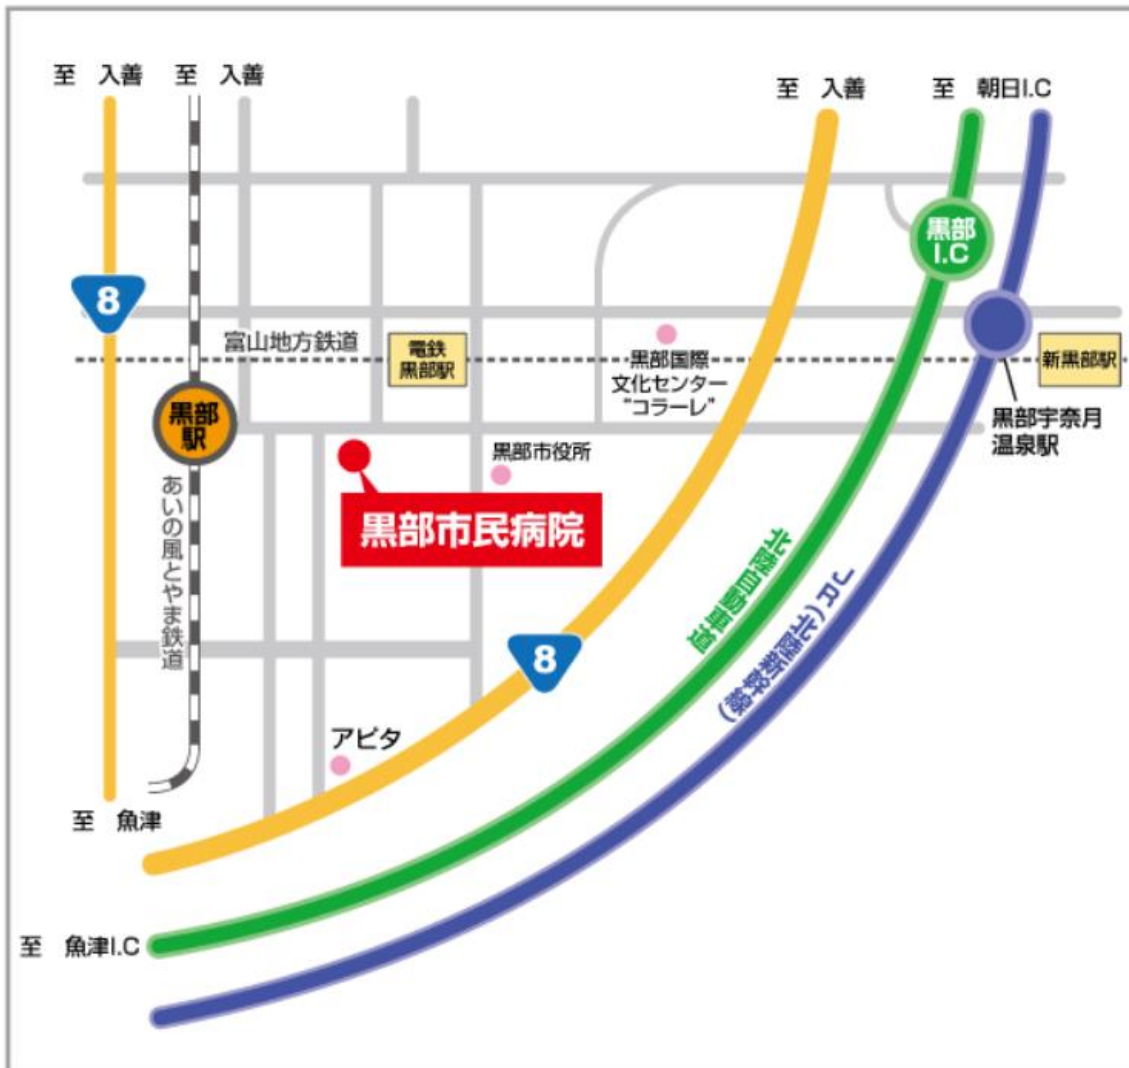 至 入善
至 入善
至 入善
至 朝日I.C
黒部
I.C
8
富山地方鉄道
電鉄
黒部駅
黒部国際
文化センター
“コラーレ”
新黒部駅
黒部
駅
黒部宇奈月
温泉駅
黒部市役所
黒部市民病院
あいの風とやま鉄道
北陸自動車道
JR(北陸新幹線)
8
アピタ
至 魚津
至 魚津I.C